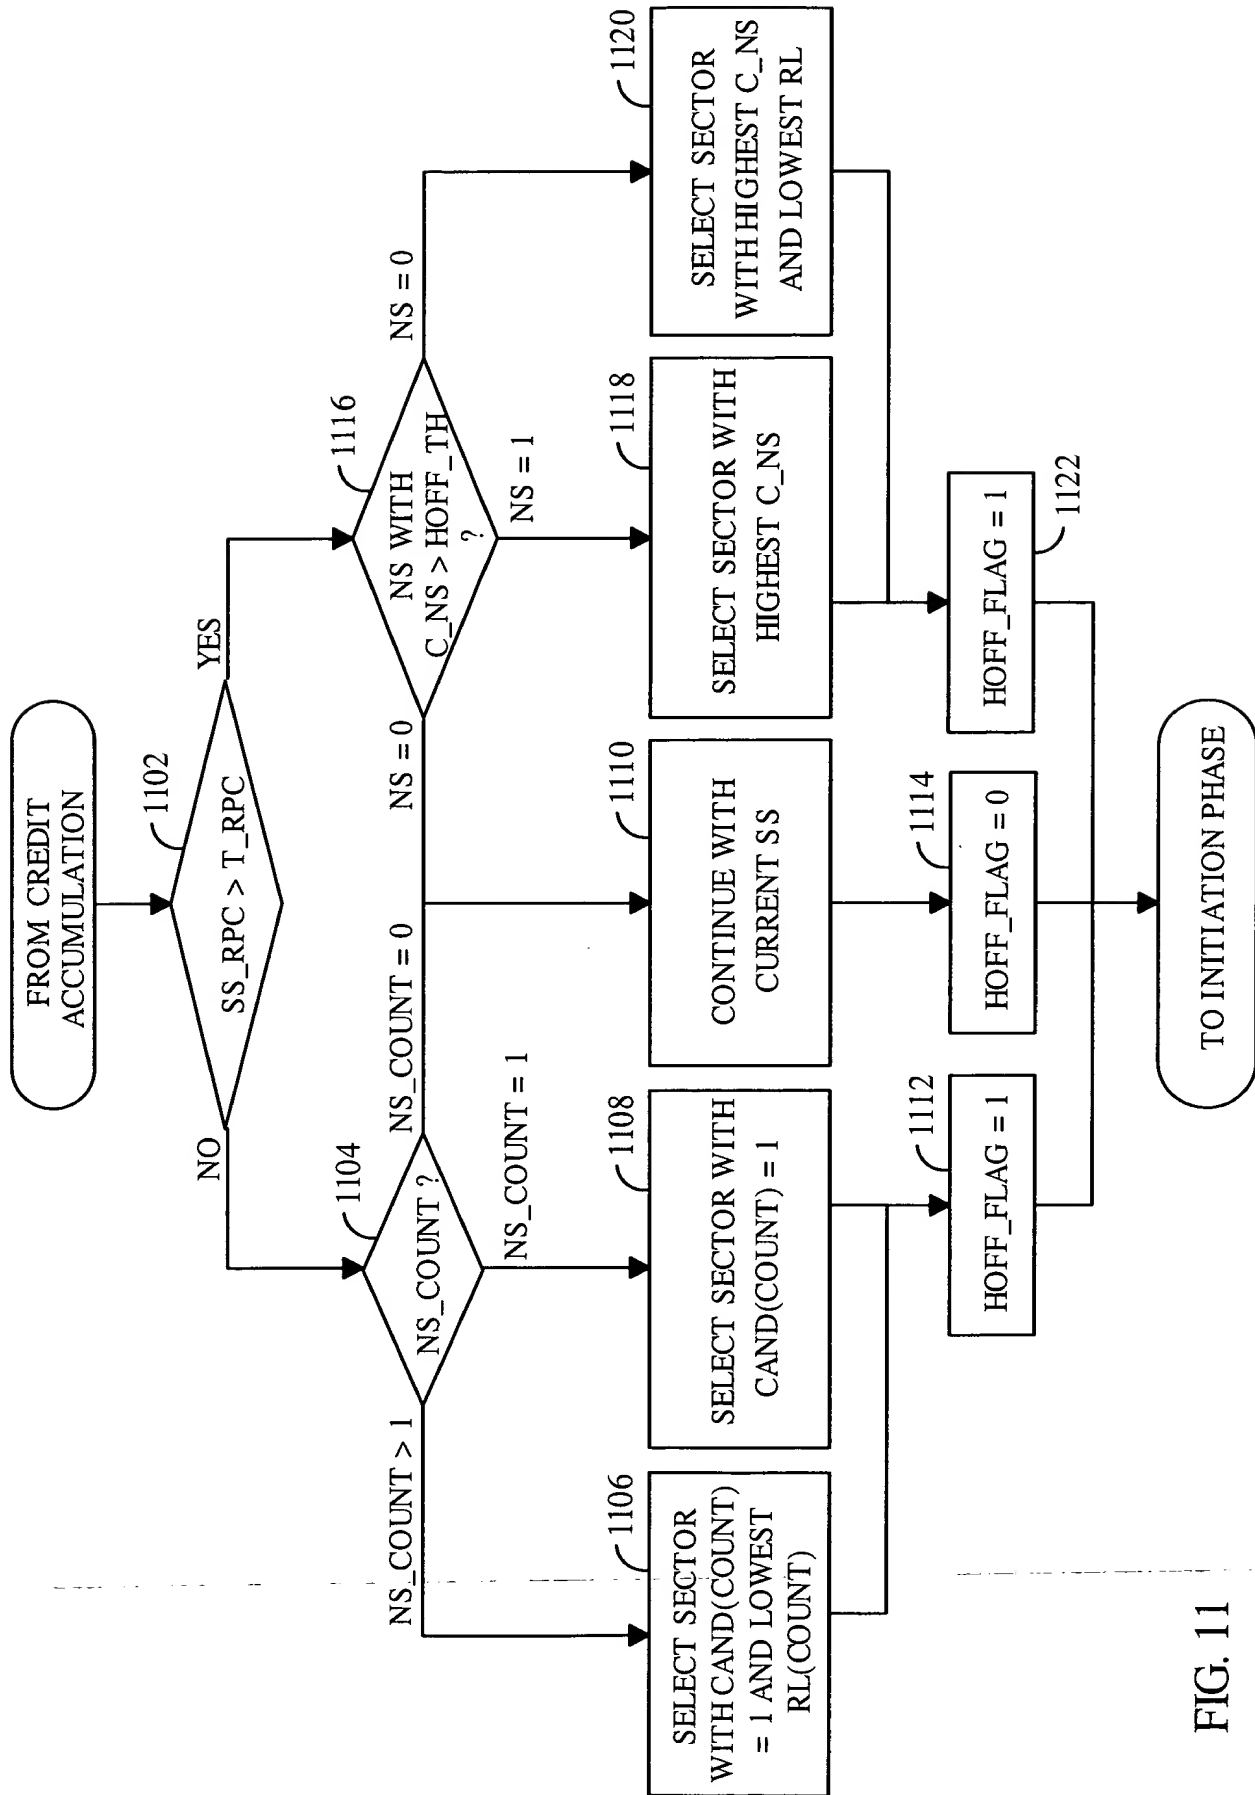 FROM CREDIT
ACCUMULATION
1102
SS_RPC > T_RPC
NO
YES
1104
NS_COUNT ?
NS_COUNT > 1
NS_COUNT = 1
NS_COUNT = 0
1116
NS WITH
C_NS > HOFF_TH
?
NS = 0
NS = 1
NS = 0
1106
SELECT SECTOR
WITH CAND(COUNT)
= 1 AND LOWEST
RL(COUNT)
1108
SELECT SECTOR WITH
CAND(COUNT) = 1
1110
CONTINUE WITH
CURRENT SS
1118
SELECT SECTOR WITH
HIGHEST C_NS
1120
SELECT SECTOR
WITH HIGHEST C_NS
AND LOWEST RL
1112
HOFF_FLAG = 1
1114
HOFF_FLAG = 0
HOFF_FLAG = 1
1122
TO INITIATION PHASE
FIG. 11